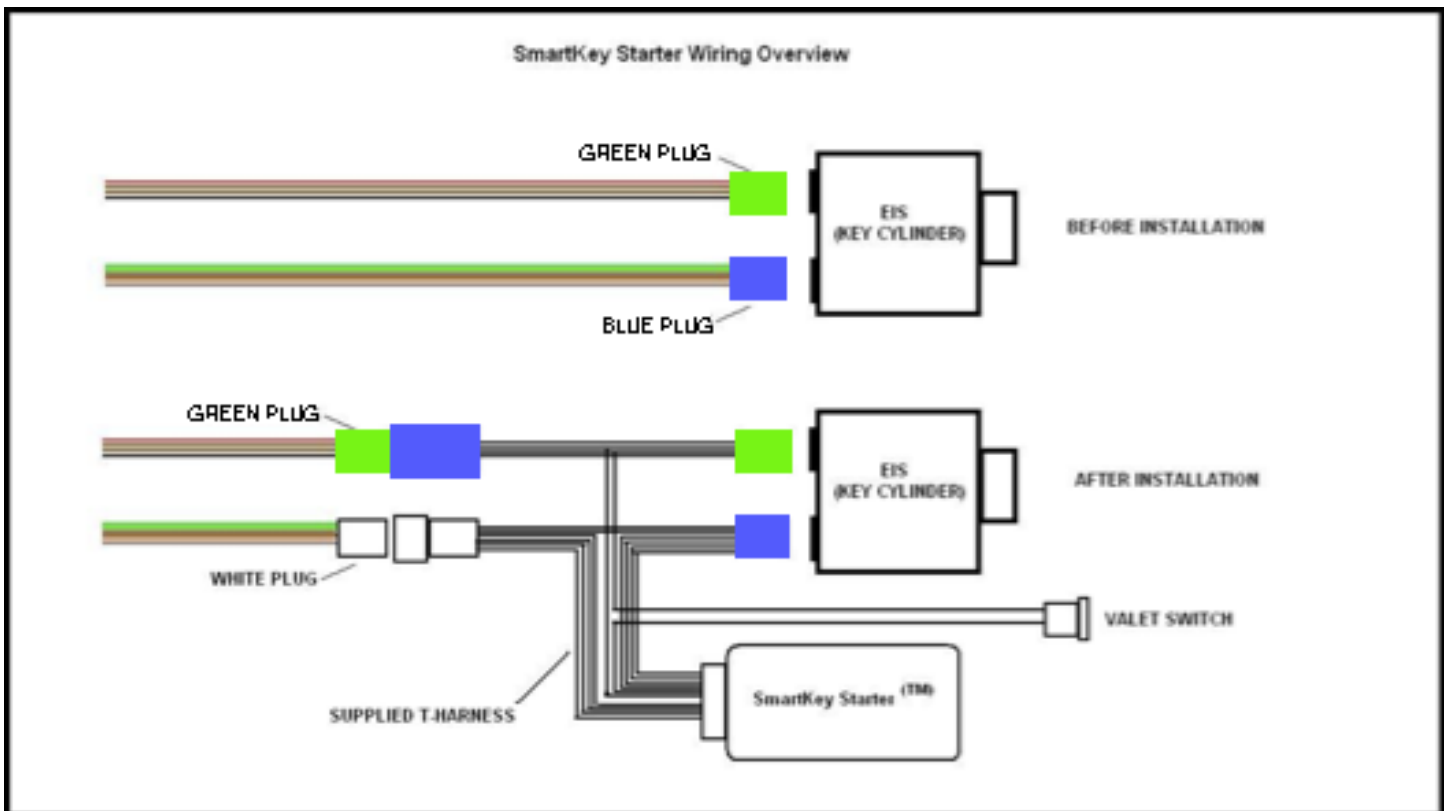 SmartKey Starter Wiring Overview
GREEN PLUG
EIS
(KEY CYLINDER)
BEFORE INSTALLATION
BLUE PLUG
GREEN PLUG
EIS
(KEY CYLINDER)
AFTER INSTALLATION
WHITE PLUG
VALET SWITCH
SmartKey Starter (TM)
SUPPLIED T-HARNESS